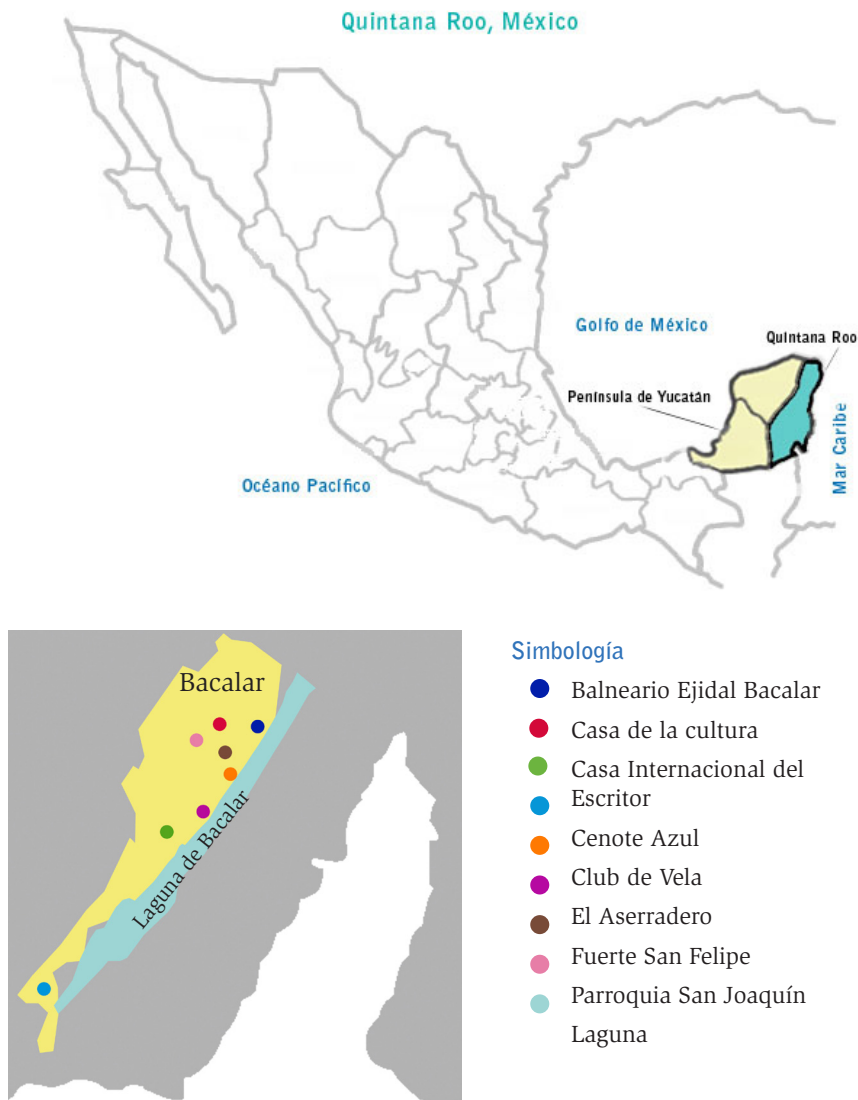 Quintana Roo, México
Golfo de México
Quintana Roo
Península de Yucatán
Mar Caribe
Océano Pacífico
Bacalar
Laguna de Bacalar
Simbología
Balneario Ejidal Bacalar
Casa de la cultura
Casa Internacional del
Escritor
Cenote Azul
Club de Vela
El Aserradero
Fuerte San Felipe
Parroquia San Joaquín
Laguna